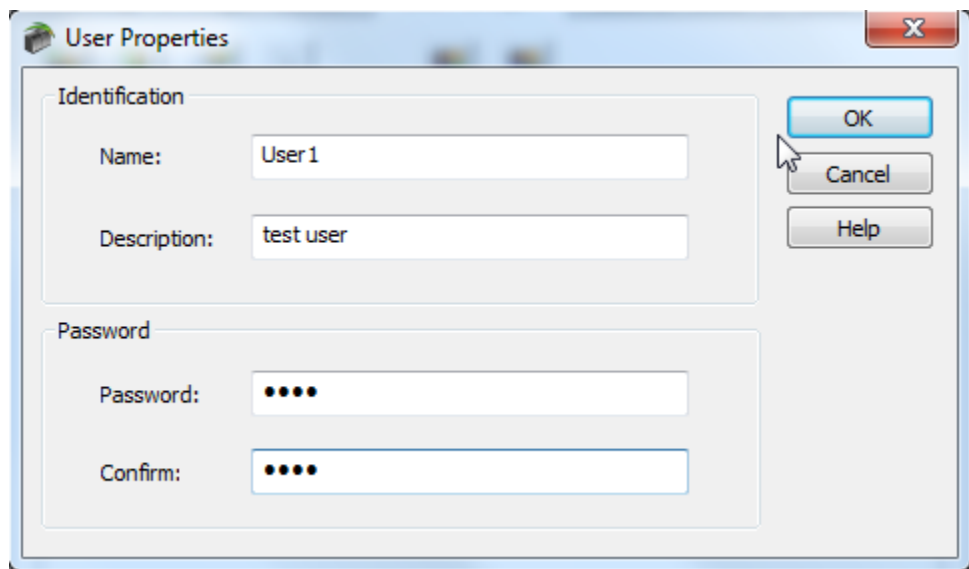 User Properties
Identification
OK
Name: User1
Cancel
Description: test user
Help
Password
Password: ••••
Confirm: ••••